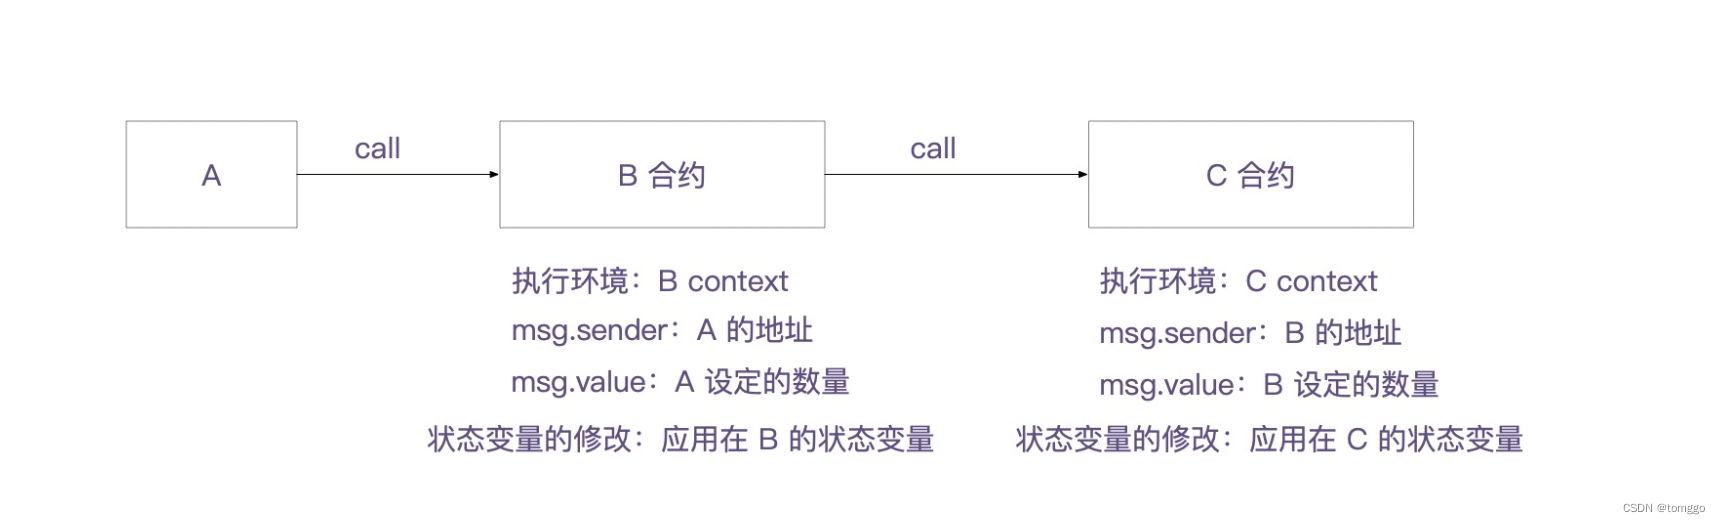 A
call
B 合约
call
C 合约
执行环境：B context
msg.sender：A 的地址
msg.value：A 设定的数量
状态变量的修改：应用在 B 的状态变量
执行环境：C context
msg.sender：B 的地址
msg.value：B 设定的数量
状态变量的修改：应用在 C 的状态变量
CSDN @tomggo